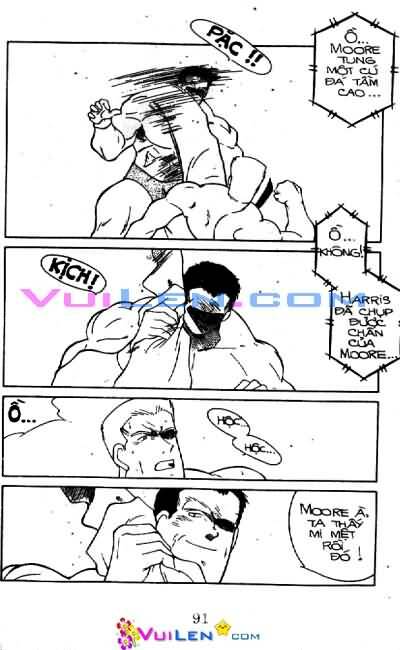 PẶC !!
Ồ...
MOORE
TUNG
MỘT CÚ
ĐÁ TẦM
CAO...
Ồ...
KHÔNG!
HARRIS
ĐÃ CHỤP
ĐƯỢC
CHÂN
CỦA
MOORE...
KỊCH!
VUILEN.COM
Ồ...
HỘC...
HỘC...
MOORE À,
TA THẤY
MI MỆT
RỒI
ĐÓ !
91
VUILEN.COM